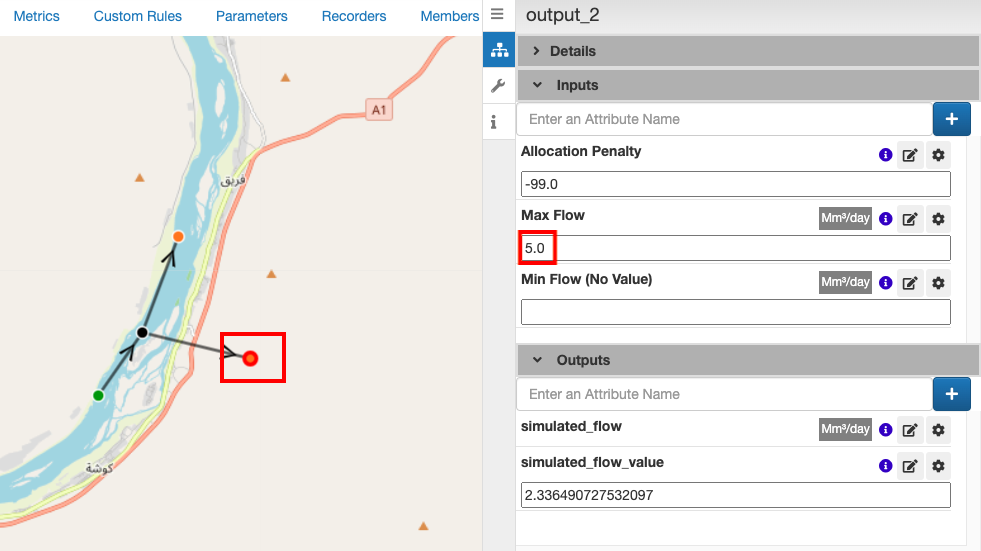 Metrics Custom Rules Parameters Recorders Members
output_2
Details
Inputs
Enter an Attribute Name
Allocation Penalty
-99.0
Max Flow Mm³/day
5.0
Min Flow (No Value) Mm³/day
Outputs
Enter an Attribute Name
simulated_flow Mm³/day
simulated_flow_value
2.336490727532097
A1
فريق
كوشة